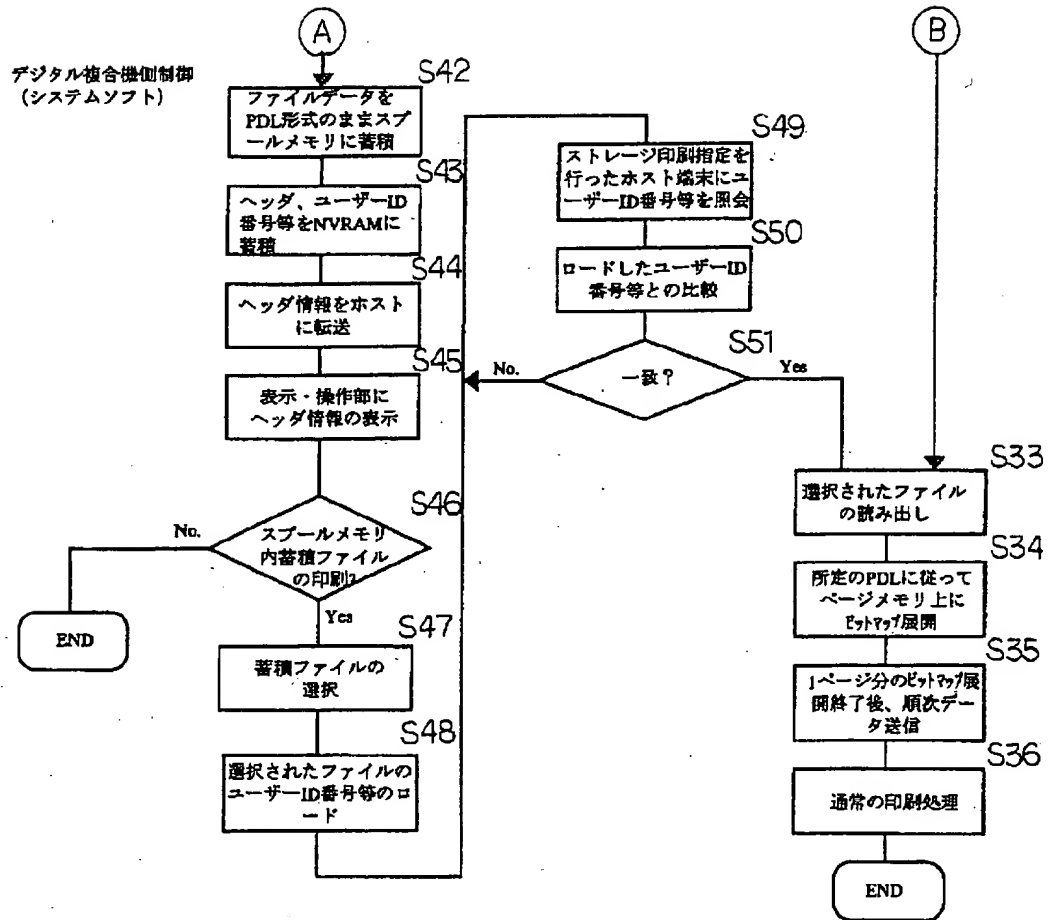 A
B
デジタル複合機側制御
(システムソフト)
S42
ファイルデータを
PDL形式のままスプ
ールメモリに蓄積
S43
ヘッダ、ユーザーID
番号等をNVRAMに
蓄積
S44
ヘッダ情報をホスト
に転送
S45
表示・操作部に
ヘッダ情報の表示
S46
スプールメモリ
内蓄積ファイル
の印刷?
No.
END
Yes
S47
蓄積ファイルの
選択
S48
選択されたファイルの
ユーザーID番号等のロ
ード
S49
ストレージ印刷指定を
行ったホスト端末にユ
ーザーID番号等を照会
S50
ロードしたユーザーID
番号等との比較
S51
一致?
No.
Yes
S33
選択されたファイル
の読み出し
S34
所定のPDLに従って
ページメモリ上に
ビットマップ展開
S35
1ページ分のビットマップ展
開終了後、順次デー
タ送信
S36
通常の印刷処理
END